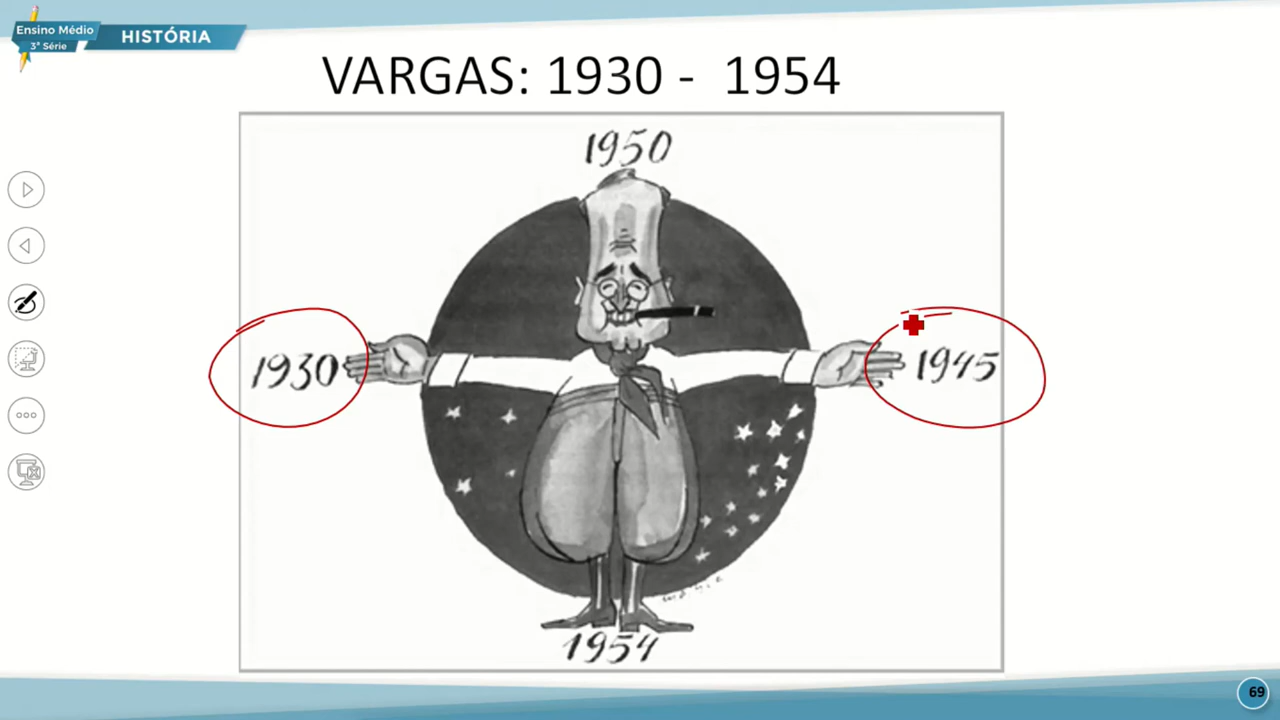 Ensino Médio
3ª Série
HISTÓRIA
VARGAS: 1930 - 1954
1950
1930
1945
1954
69